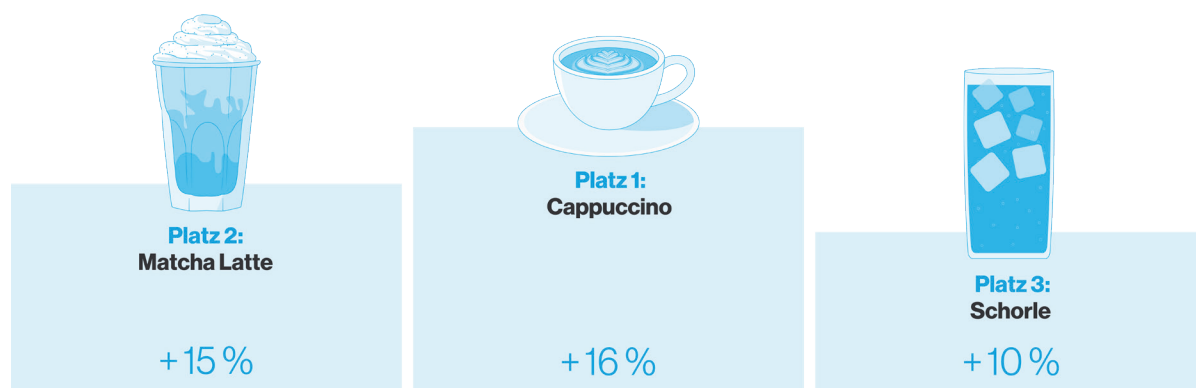 Platz 2:
Matcha Latte
+15 %
Platz 1:
Cappuccino
+16 %
Platz 3:
Schorle
+10 %